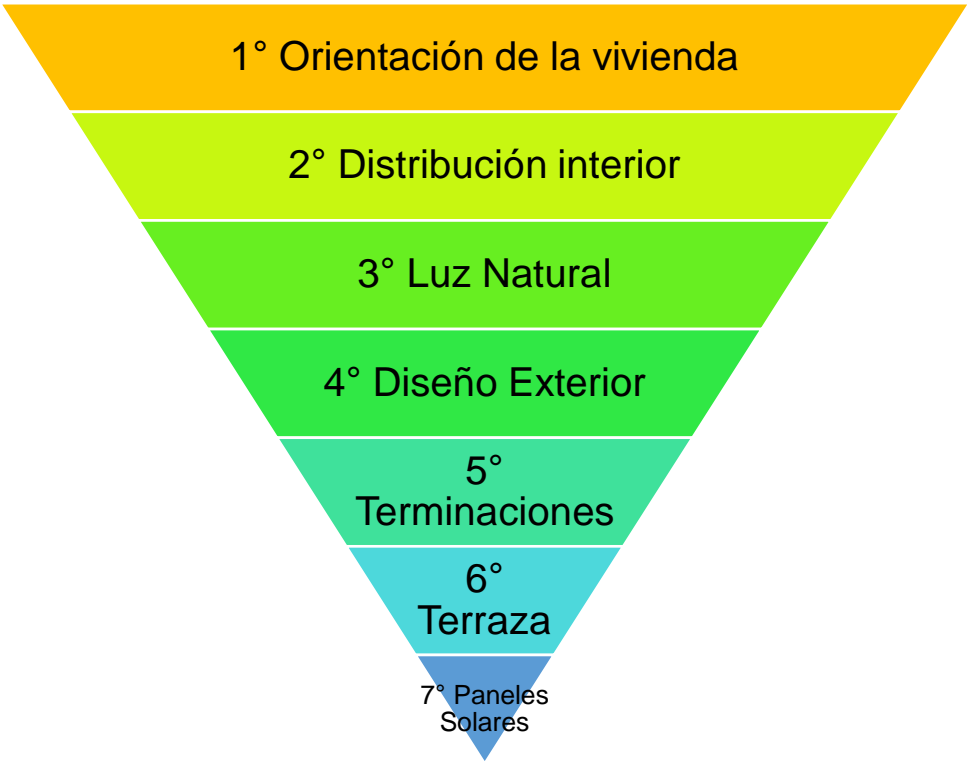 1° Orientación de la vivienda
2° Distribución interior
3° Luz Natural
4° Diseño Exterior
5°
Terminaciones
6°
Terraza
7° Paneles
Solares